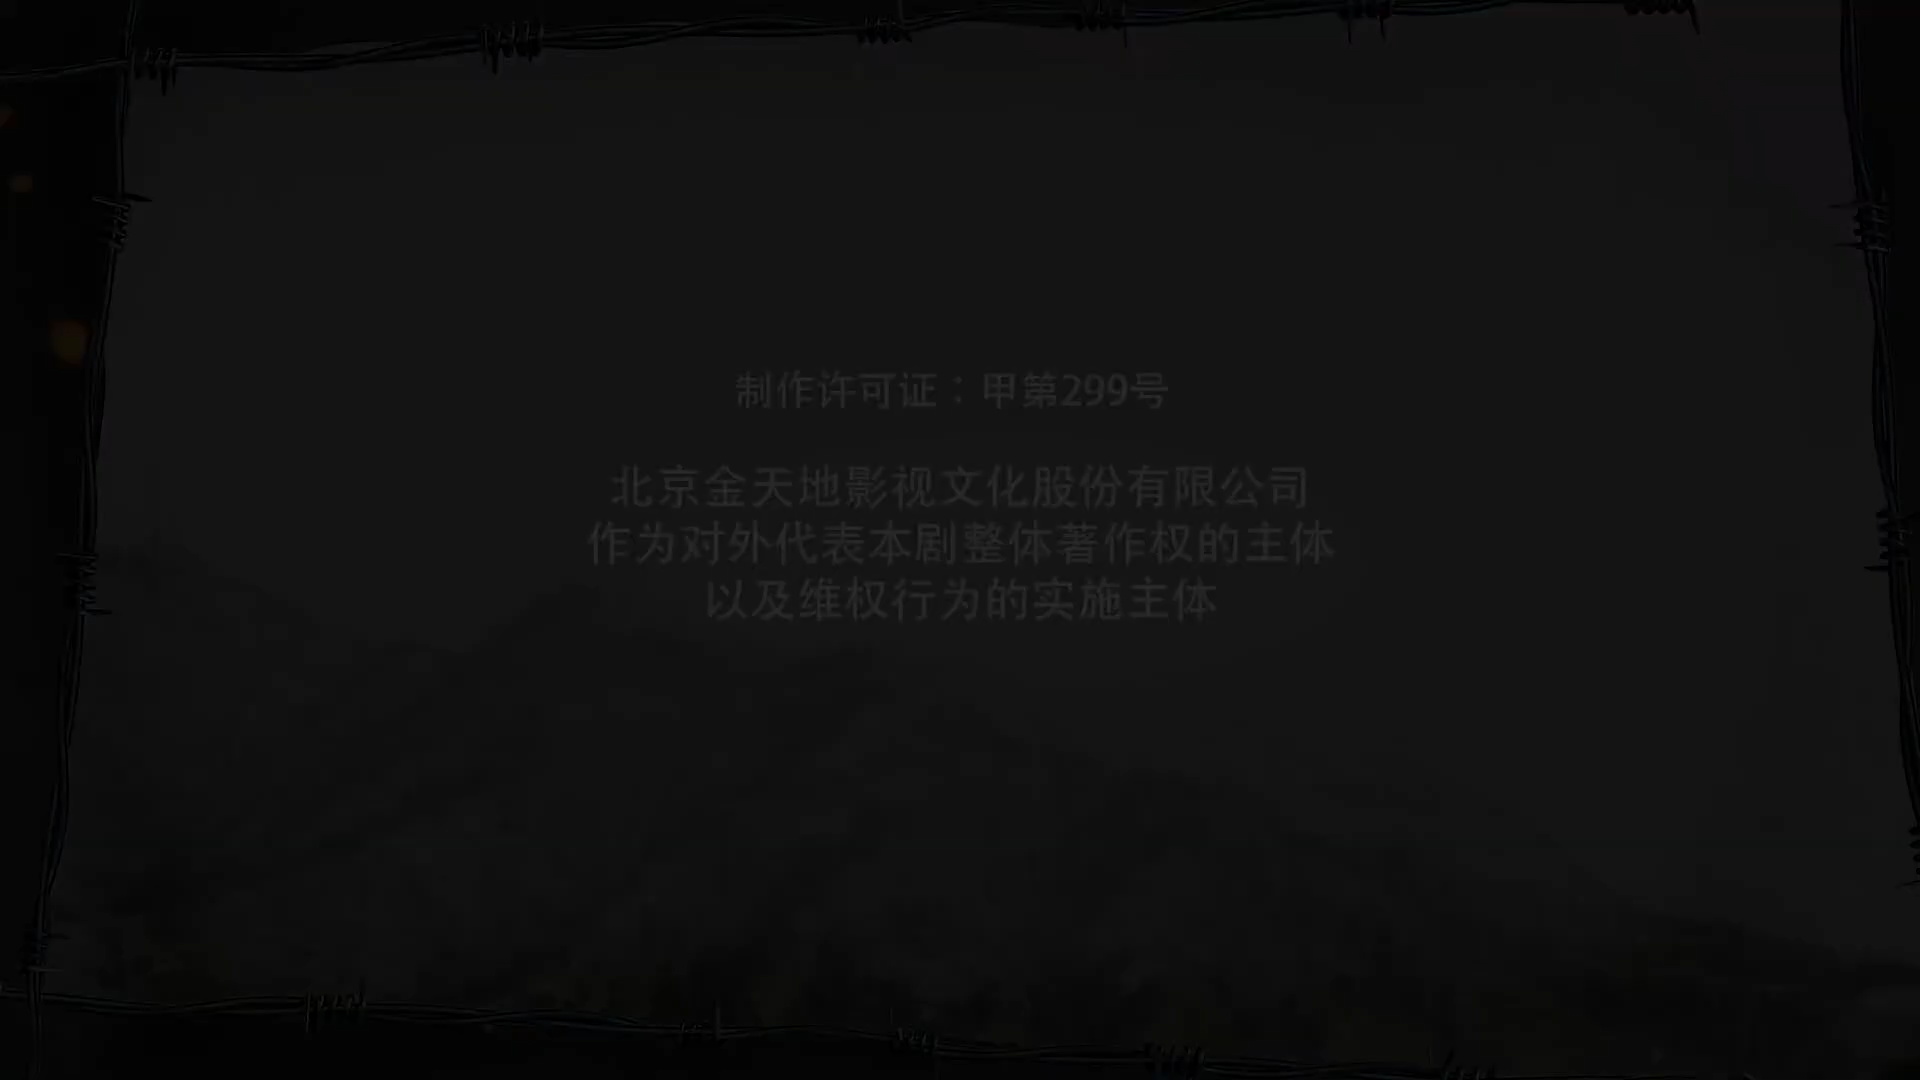 制作许可证：甲第299号
北京金天地影视文化股份有限公司
作为对外代表本剧整体著作权的主体
以及维权行为的实施主体